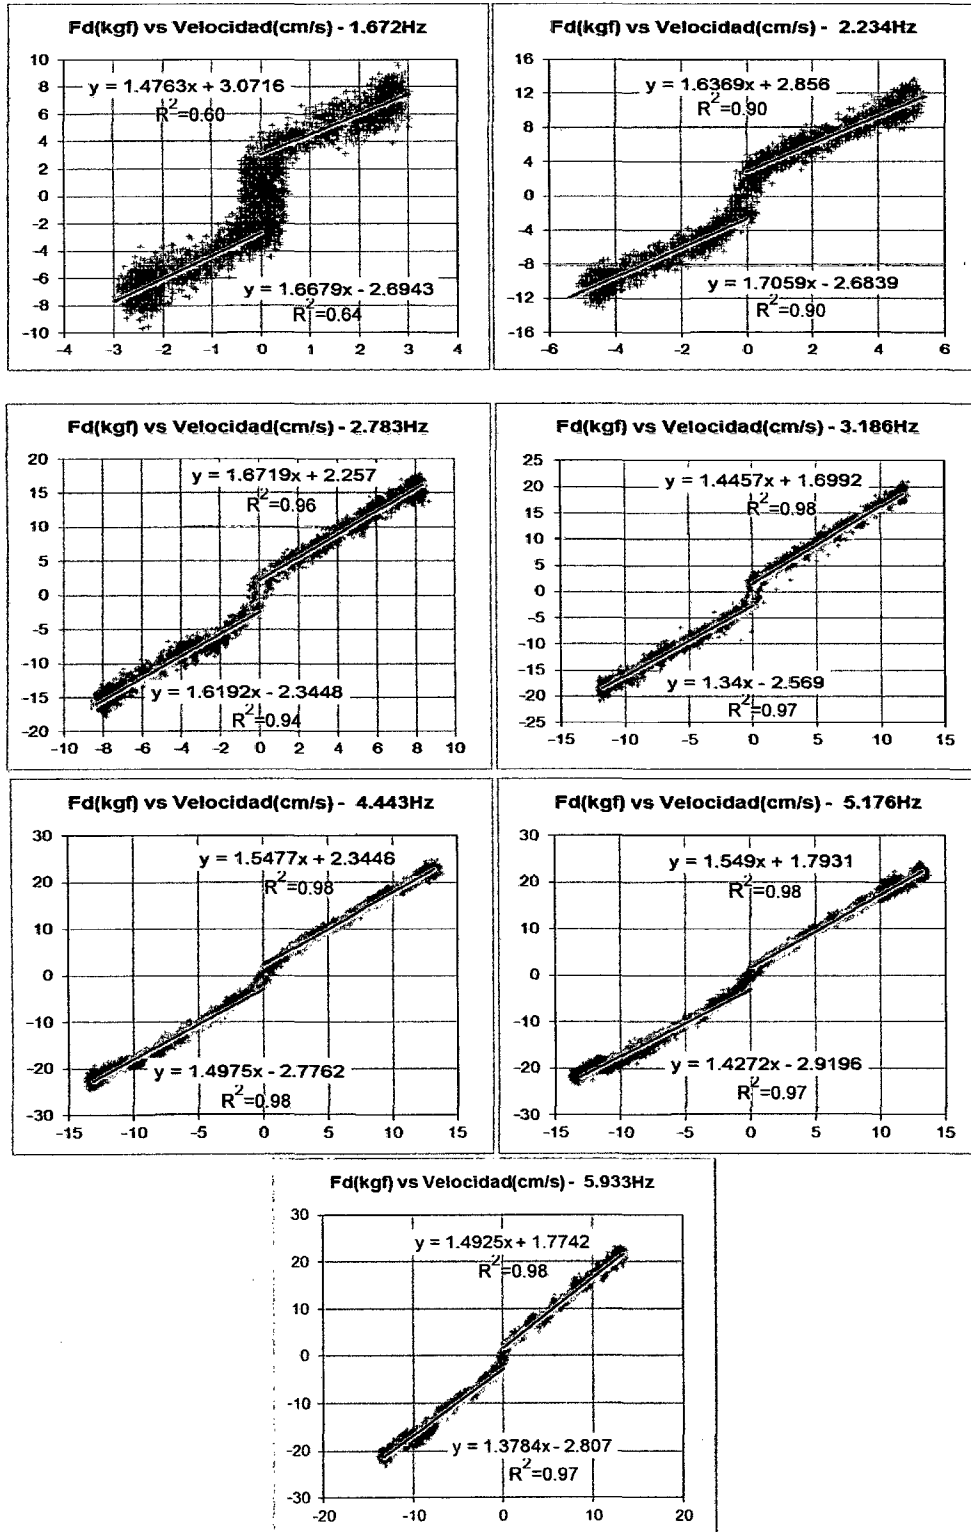 Fd(kgf) vs Velocidad(cm/s) - 1.672Hz
y = 1.4763x + 3.0716
R²=0.60
y = 1.6679x - 2.6943
R²=0.64
10
8
6
4
2
0
-2
-4
-6
-8
-10
-4 -3 -2 -1 0 1 2 3 4
Fd(kgf) vs Velocidad(cm/s) - 2.234Hz
y = 1.6369x + 2.856
R²=0.90
y = 1.7059x - 2.6839
R²=0.90
16
12
8
4
0
-4
-8
-12
-16
-6 -4 -2 0 2 4 6
Fd(kgf) vs Velocidad(cm/s) - 2.783Hz
y = 1.6719x + 2.257
R²=0.96
y = 1.6192x - 2.3448
R²=0.94
20
15
10
5
0
-5
-10
-15
-20
-10 -8 -6 -4 -2 0 2 4 6 8 10
Fd(kgf) vs Velocidad(cm/s) - 3.186Hz
y = 1.4457x + 1.6992
R²=0.98
y = 1.34x - 2.569
R²=0.97
25
20
15
10
5
0
-5
-10
-15
-20
-25
-15 -10 -5 0 5 10 15
Fd(kgf) vs Velocidad(cm/s) - 4.443Hz
y = 1.5477x + 2.3446
R²=0.98
y = 1.4975x - 2.7762
R²=0.98
30
20
10
0
-10
-20
-30
-15 -10 -5 0 5 10 15
Fd(kgf) vs Velocidad(cm/s) - 5.176Hz
y = 1.549x + 1.7931
R²=0.98
y = 1.4272x - 2.9196
R²=0.97
30
20
10
0
-10
-20
-30
-15 -10 -5 0 5 10 15
Fd(kgf) vs Velocidad(cm/s) - 5.933Hz
y = 1.4925x + 1.7742
R²=0.98
y = 1.3784x - 2.807
R²=0.97
30
20
10
0
-10
-20
-30
-20 -10 0 10 20